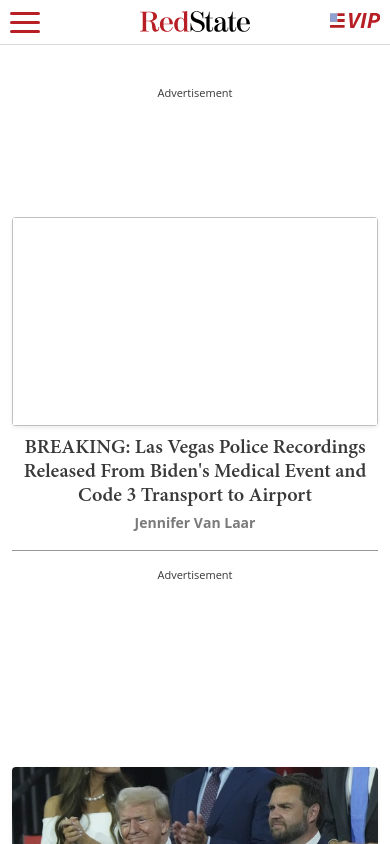 RedState
VIP
Advertisement
BREAKING: Las Vegas Police Recordings
Released From Biden's Medical Event and
Code 3 Transport to Airport
Jennifer Van Laar
Advertisement